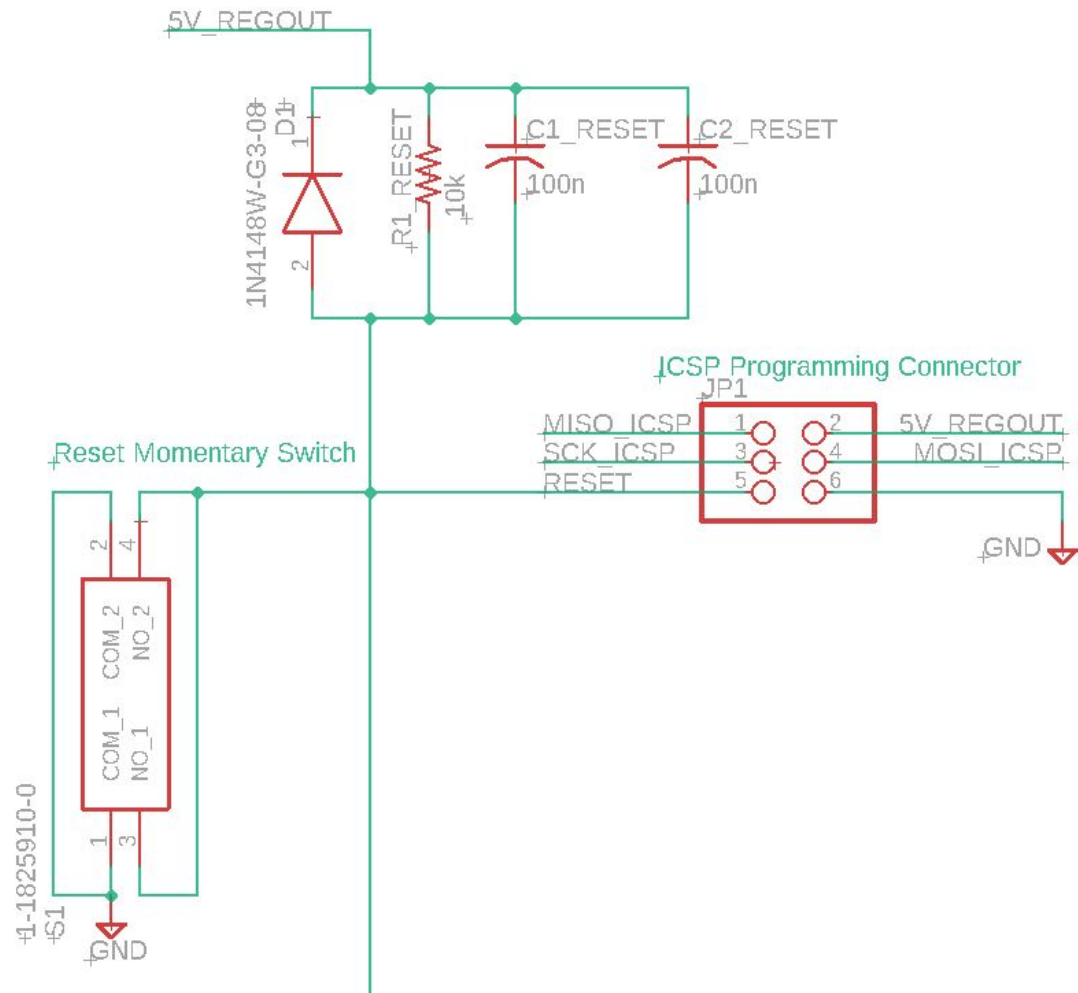 5V_REGOUT
1N4148W-G3-08
D1
1
2
R1_RESET
10k
C1_RESET
100n
C2_RESET
100n
ICSP Programming Connector
JP1
MISO_ICSP
1
2
5V_REGOUT
SCK_ICSP
3
4
MOSI_ICSP
RESET
5
6
GND
Reset Momentary Switch
2
4
COM_2
NO_2
COM_1
NO_1
1
3
1-1825910-0
S1
GND